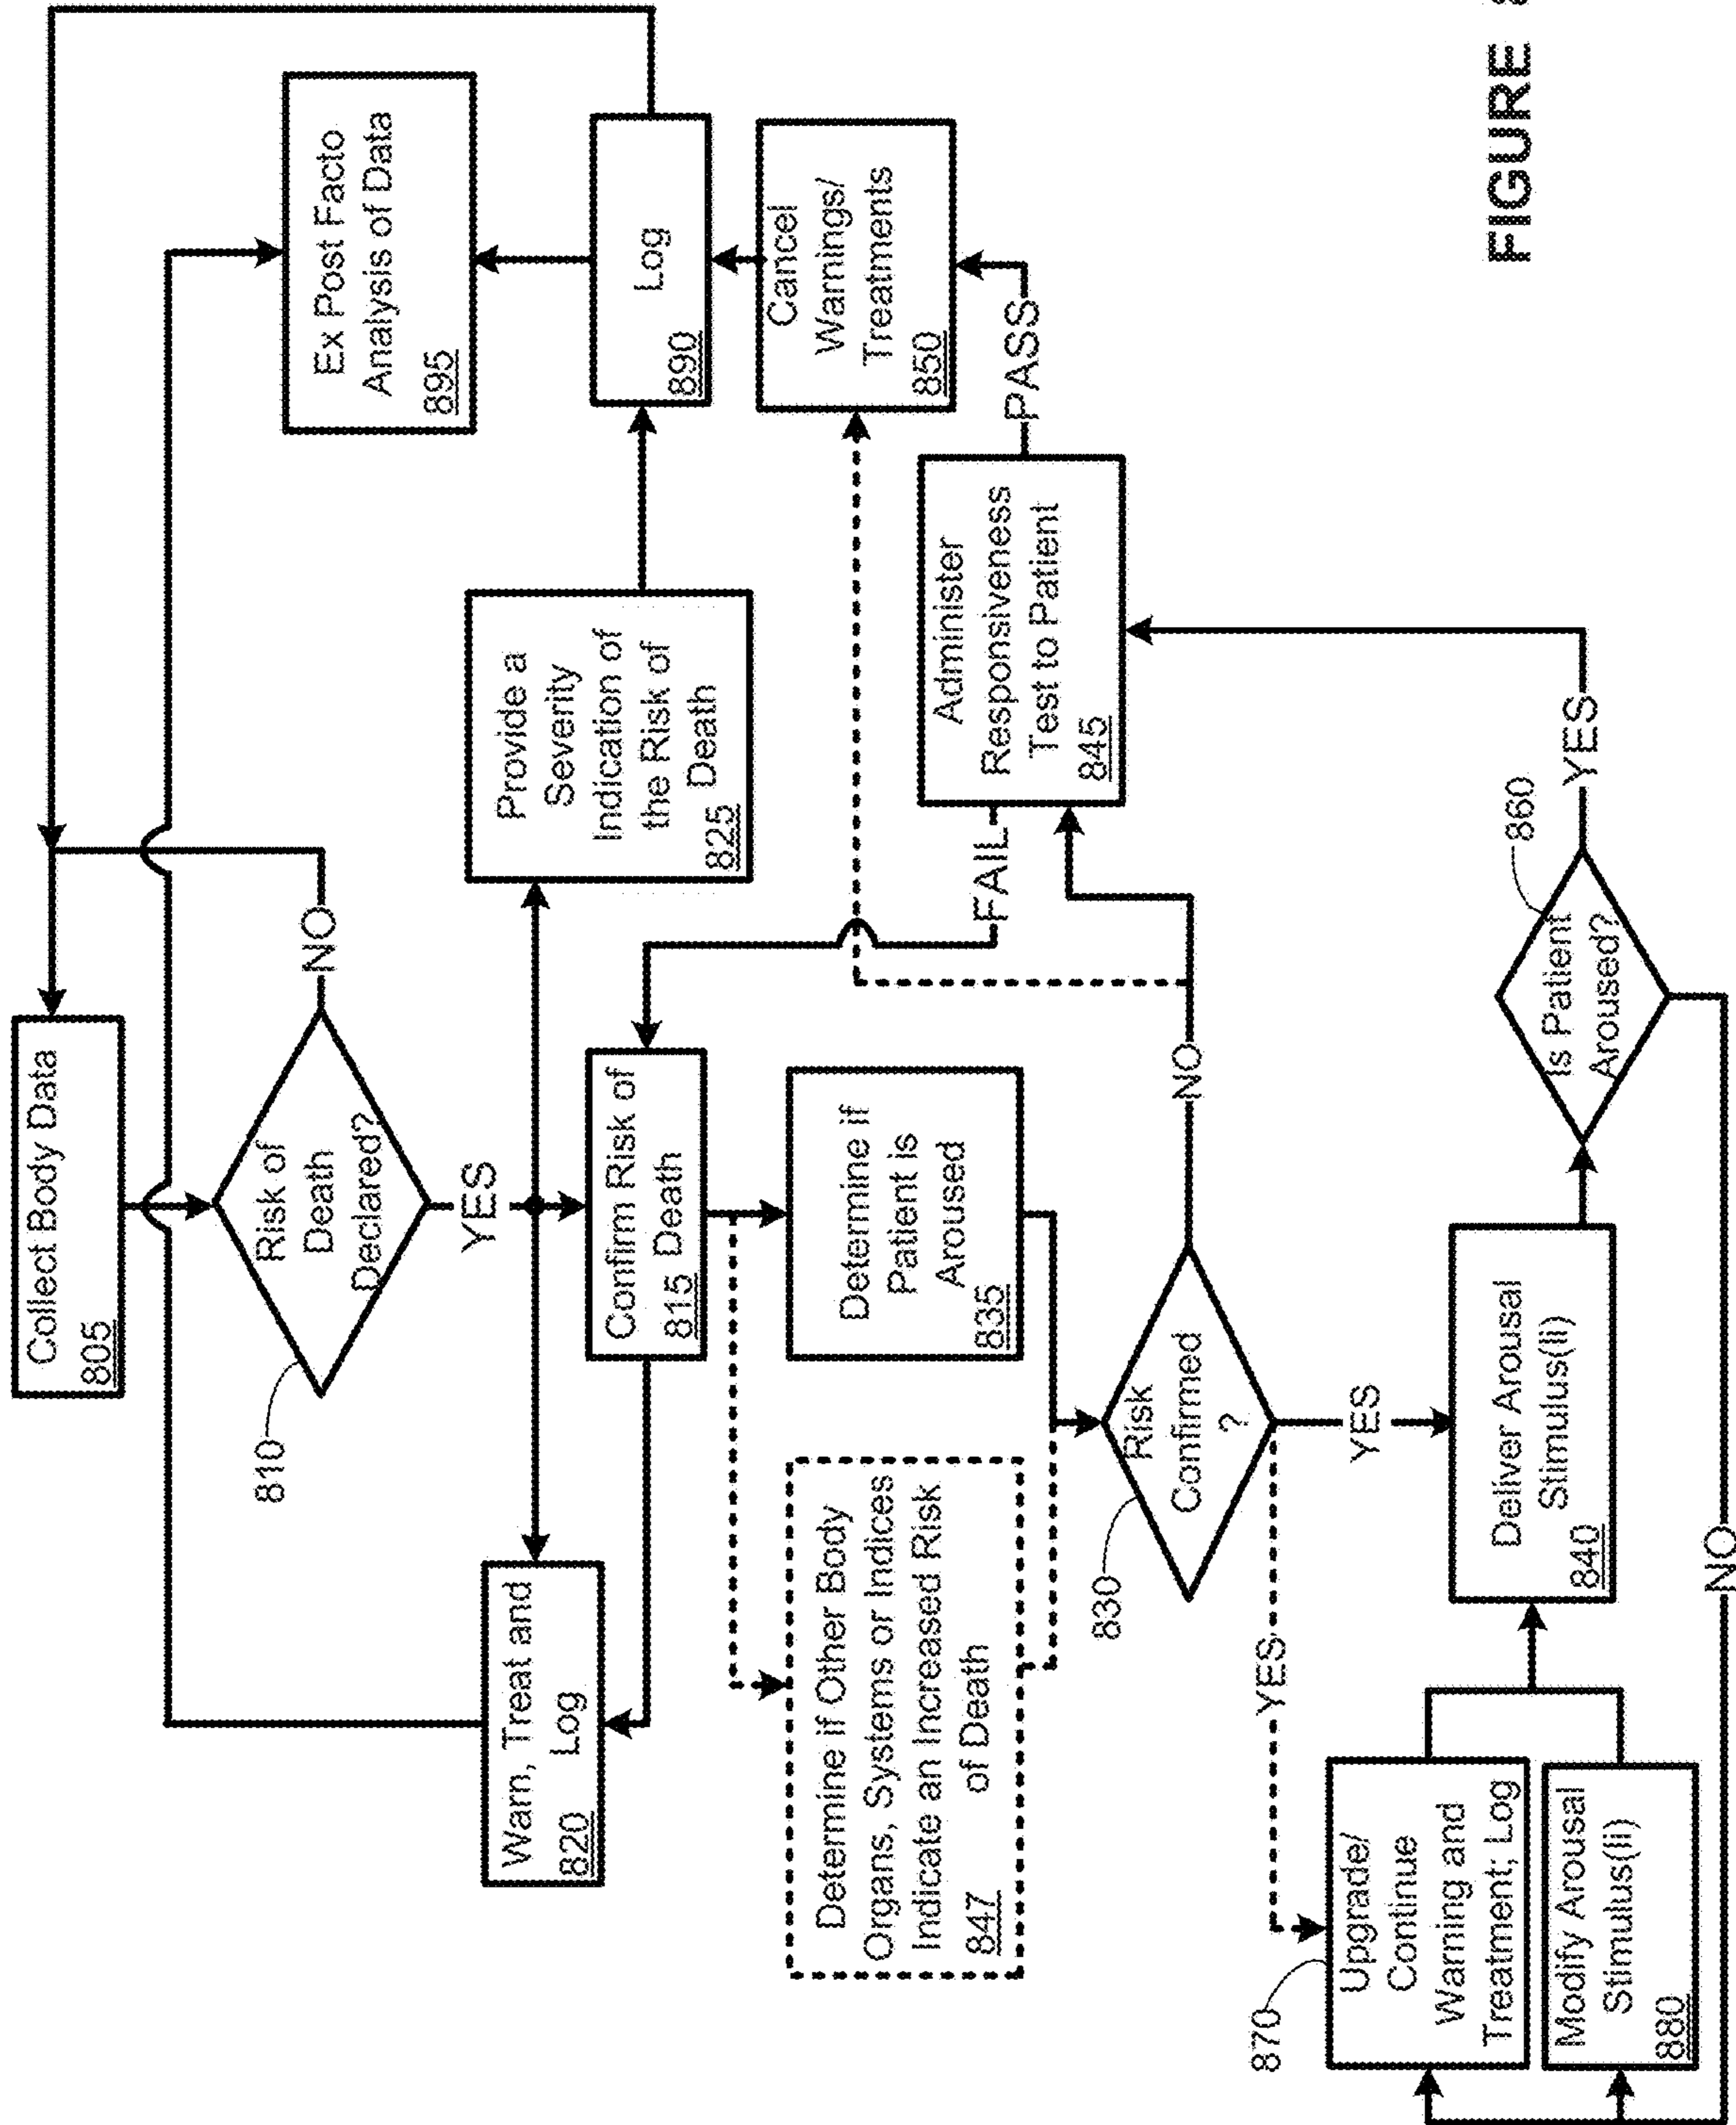 Collect Body Data
805
Risk of
Death
Declared?
810
NO
YES
Warn, Treat and
820 Log
Provide a
Severity
Indication of
the Risk of
825 Death
Confirm Risk of
815 Death
Ex Post Facto
Analysis of Data
895
Log
890
Cancel
Warnings/
Treatments
850
Determine if Other Body
Organs, Systems or Indices
Indicate an Increased Risk
847 of Death
Determine if
Patient is
Aroused
835
FAIL
PASS
Administer
Responsiveness
Test to Patient
845
Risk
Confirmed
?
830
NO
YES
YES
Upgrade/
Continue
Warning and
Treatment; Log
870
Modify Arousal
Stimulus(li)
880
Deliver Arousal
Stimulus(li)
840
Is Patient
Aroused?
860
YES
NO
FIGURE